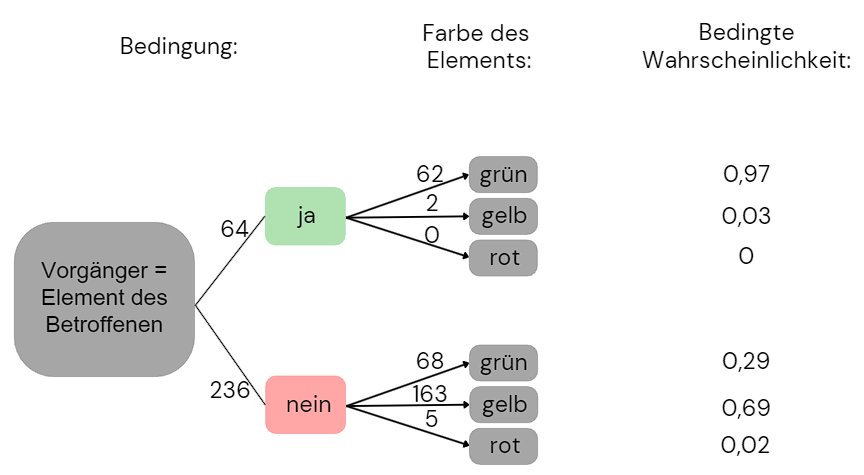 Bedingung:
Farbe des
Elements:
Bedingte
Wahrscheinlichkeit:
Vorgänger =
Element des
Betroffenen
64
ja
62
grün
0,97
2
gelb
0,03
0
rot
0
236
nein
68
grün
0,29
163
gelb
0,69
5
rot
0,02